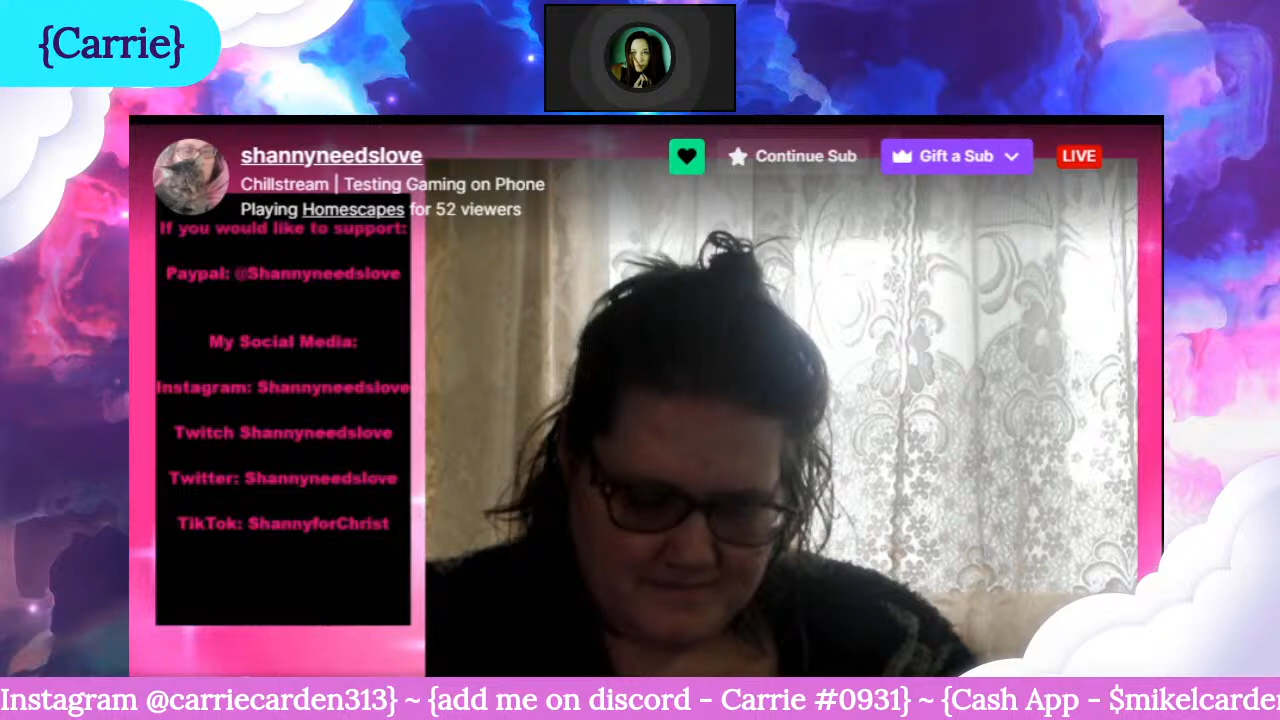 {Carrie}
shannyneedslove
Chillstream | Testing Gaming on Phone
Playing Homescapes for 52 viewers
Continue Sub
Gift a Sub
LIVE
If you would like to support:
Paypal: @Shannyneedslove
My Social Media:
Instagram: Shannyneedslove
Twitch Shannyneedslove
Twitter: Shannyneedslove
TikTok: ShannyforChrist
Instagram @carriecarden313} ~ {add me on discord - Carrie #0931} ~ {Cash App - $mikelcarde